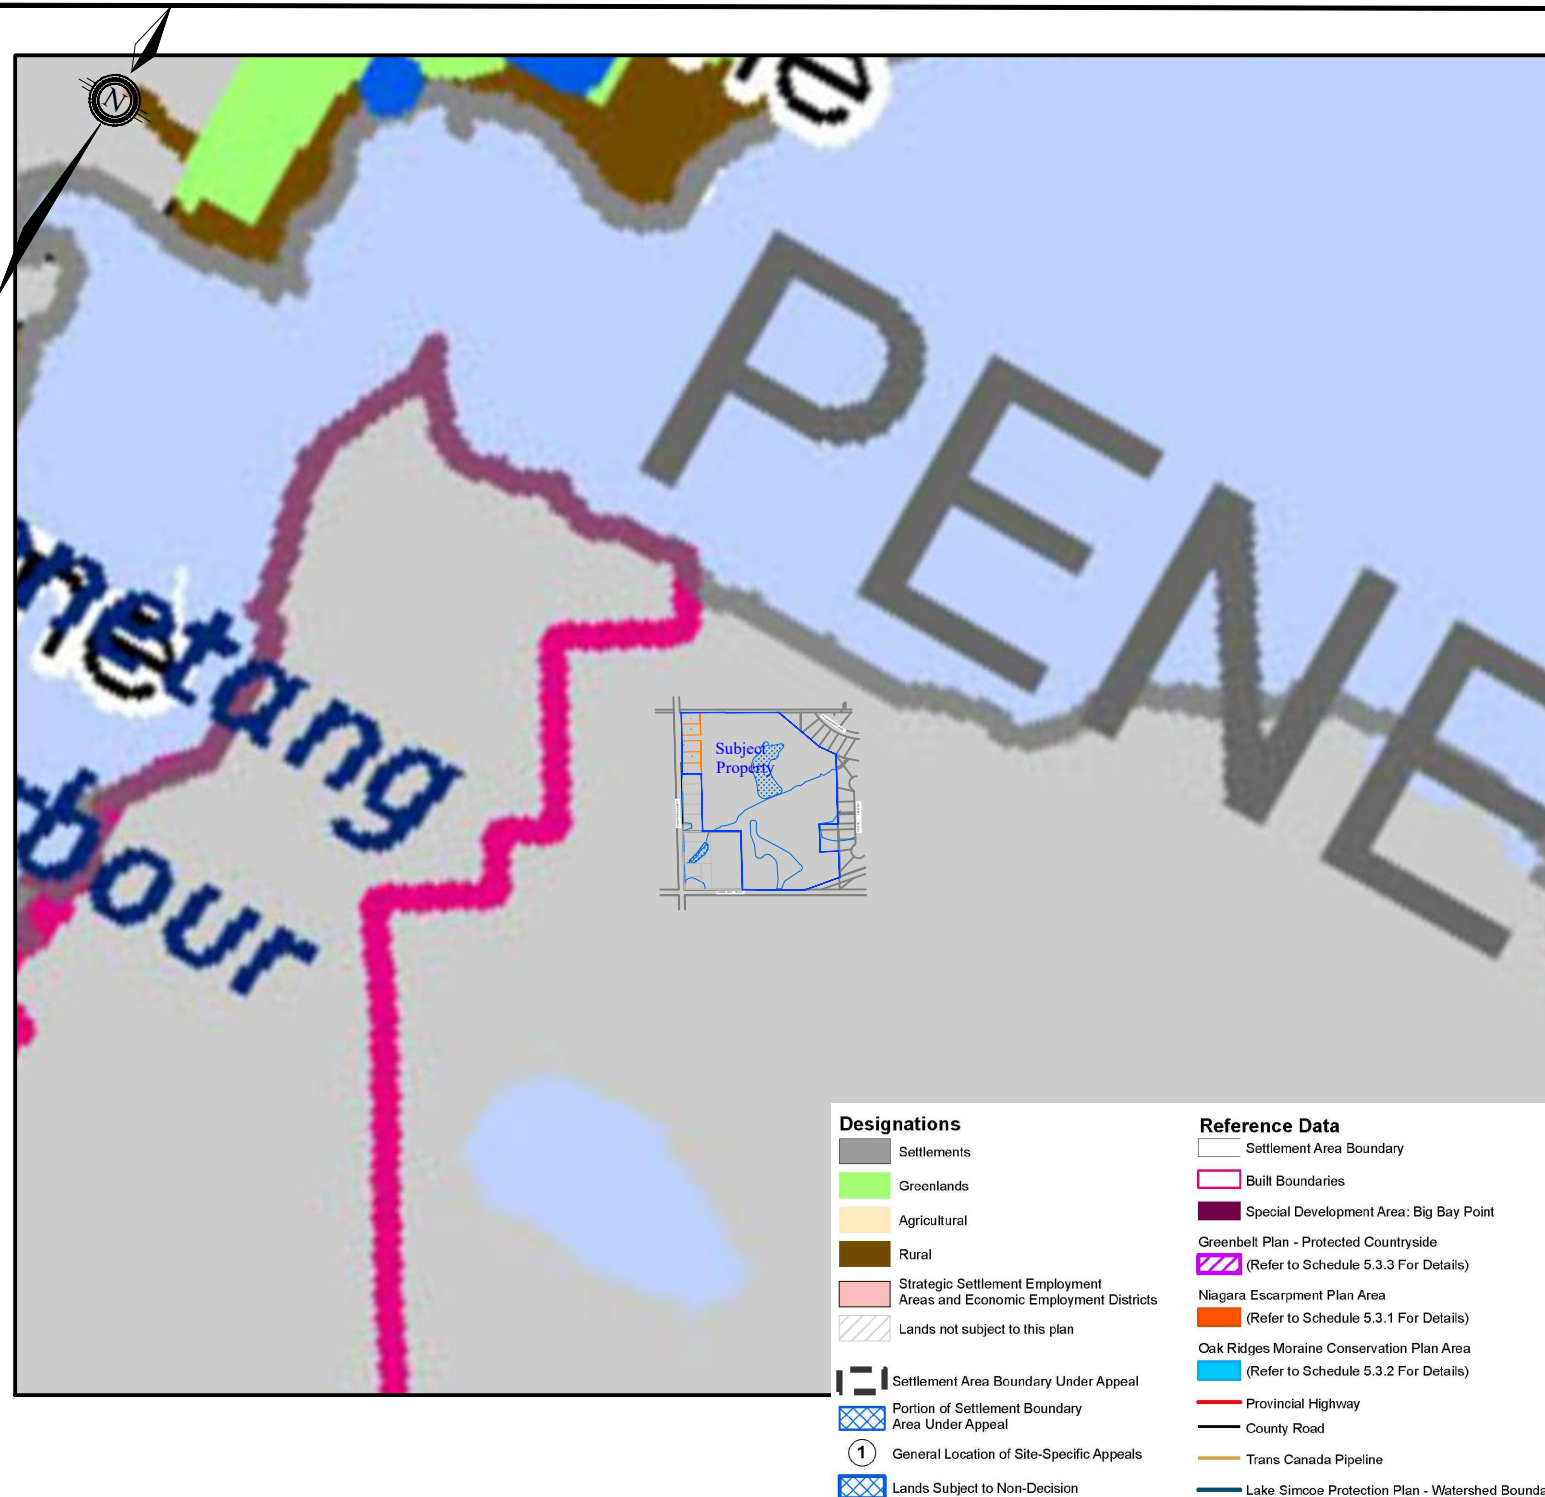 N
PENE
netang
rbour
Subject
Property
Designations
Settlements
Greenlands
Agricultural
Rural
Strategic Settlement Employment
Areas and Economic Employment Districts
Lands not subject to this plan
Settlement Area Boundary Under Appeal
Portion of Settlement Boundary
Area Under Appeal
1
General Location of Site-Specific Appeals
Lands Subject to Non-Decision
Reference Data
Settlement Area Boundary
Built Boundaries
Special Development Area: Big Bay Point
Greenbelt Plan - Protected Countryside
(Refer to Schedule 5.3.3 For Details)
Niagara Escarpment Plan Area
(Refer to Schedule 5.3.1 For Details)
Oak Ridges Moraine Conservation Plan Area
(Refer to Schedule 5.3.2 For Details)
Provincial Highway
County Road
Trans Canada Pipeline
Lake Simcoe Protection Plan - Watershed Bounda